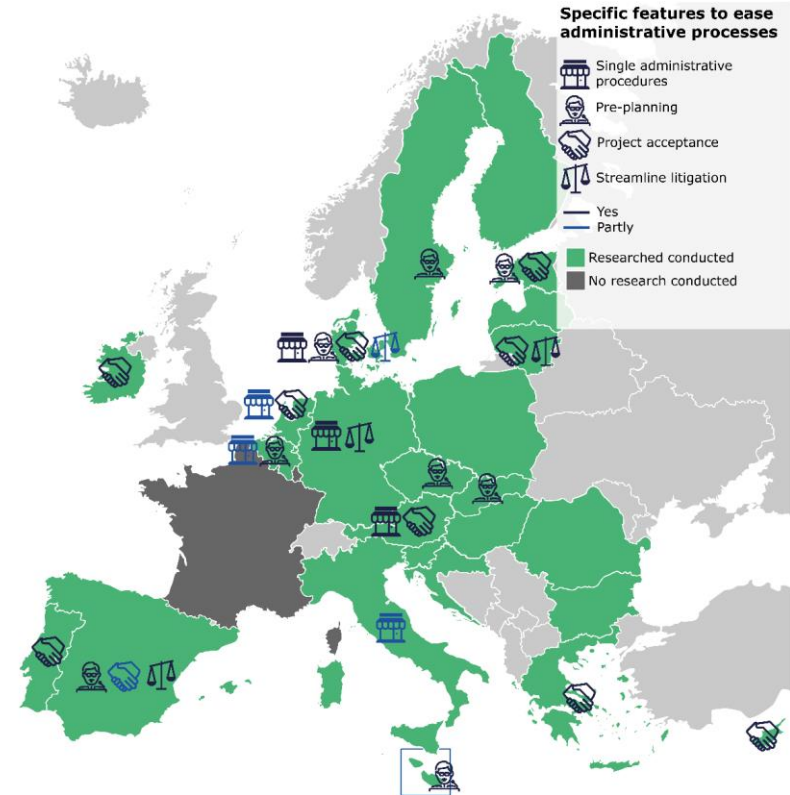 Specific features to ease
administrative processes
Single administrative
procedures
Pre-planning
Project acceptance
Streamline litigation
Yes
Partly
Researched conducted
No research conducted